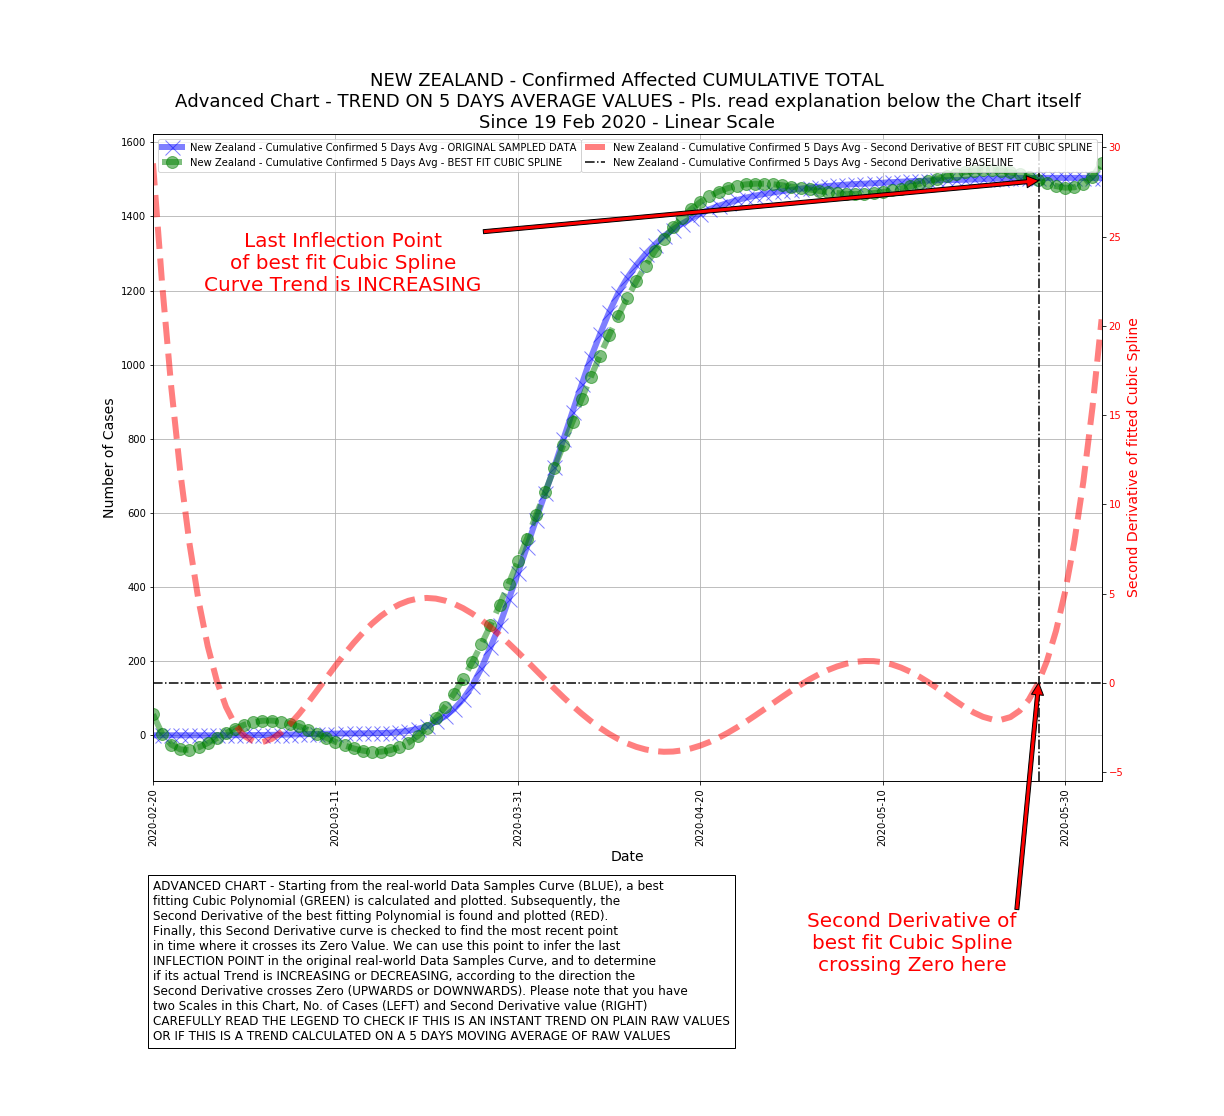 NEW ZEALAND - Confirmed Affected CUMULATIVE TOTAL
Advanced Chart - TREND ON 5 DAYS AVERAGE VALUES - Pls. read explanation below the Chart itself
Since 19 Feb 2020 - Linear Scale
New Zealand - Cumulative Confirmed 5 Days Avg - ORIGINAL SAMPLED DATA
New Zealand - Cumulative Confirmed 5 Days Avg - BEST FIT CUBIC SPLINE
New Zealand - Cumulative Confirmed 5 Days Avg - Second Derivative of BEST FIT CUBIC SPLINE
New Zealand - Cumulative Confirmed 5 Days Avg - Second Derivative BASELINE
Last Inflection Point
of best fit Cubic Spline
Curve Trend is INCREASING
Number of Cases
1600
1400
1200
1000
800
600
400
200
0
30
25
20
15
10
5
0
−5
Second Derivative of fitted Cubic Spline
2020-02-20
2020-03-11
2020-03-31
2020-04-20
2020-05-10
2020-05-30
Date
Second Derivative of
best fit Cubic Spline
crossing Zero here
ADVANCED CHART - Starting from the real-world Data Samples Curve (BLUE), a best
fitting Cubic Polynomial (GREEN) is calculated and plotted. Subsequently, the
Second Derivative of the best fitting Polynomial is found and plotted (RED).
Finally, this Second Derivative curve is checked to find the most recent point
in time where it crosses its Zero Value. We can use this point to infer the last
INFLECTION POINT in the original real-world Data Samples Curve, and to determine
if its actual Trend is INCREASING or DECREASING, according to the direction the
Second Derivative crosses Zero (UPWARDS or DOWNWARDS). Please note that you have
two Scales in this Chart, No. of Cases (LEFT) and Second Derivative value (RIGHT)
CAREFULLY READ THE LEGEND TO CHECK IF THIS IS AN INSTANT TREND ON PLAIN RAW VALUES
OR IF THIS IS A TREND CALCULATED ON A 5 DAYS MOVING AVERAGE OF RAW VALUES